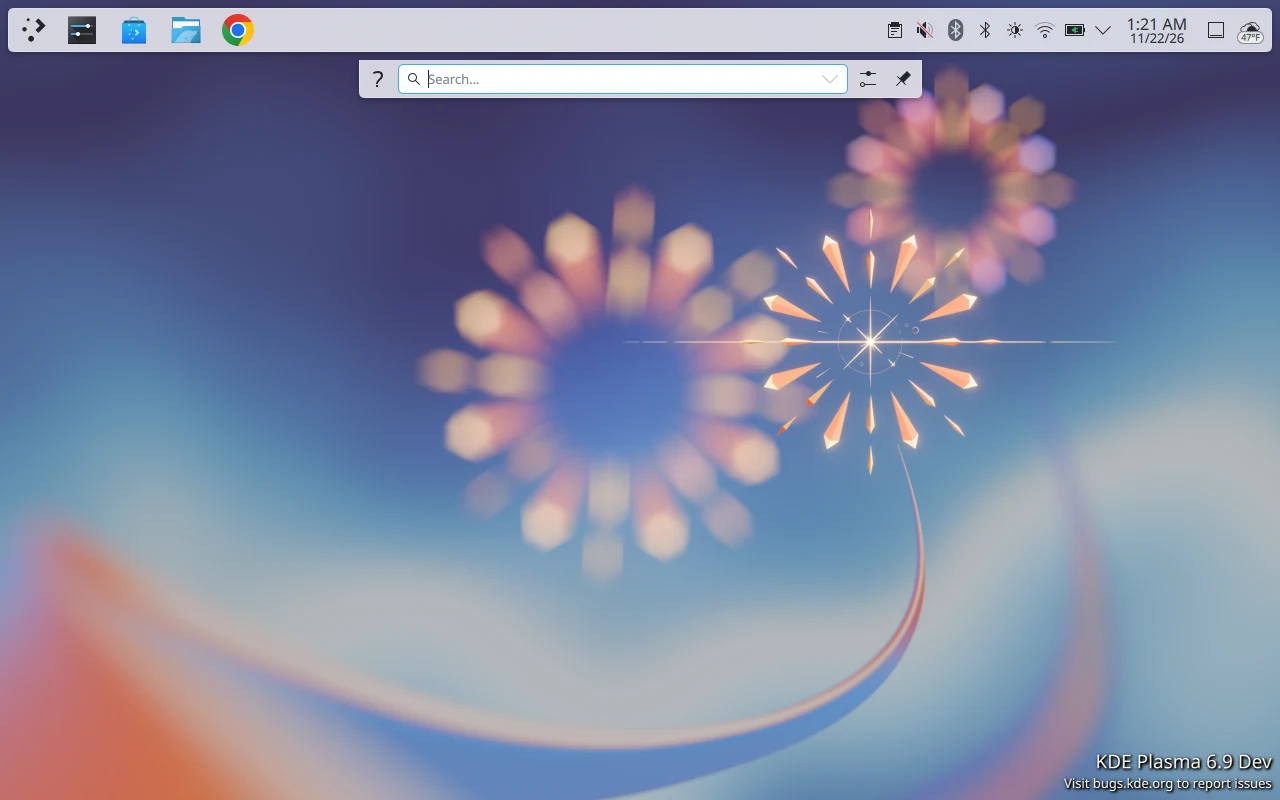 1:21 AM
11/22/26
47°F
?
Search...
KDE Plasma 6.9 Dev
Visit bugs.kde.org to report issues